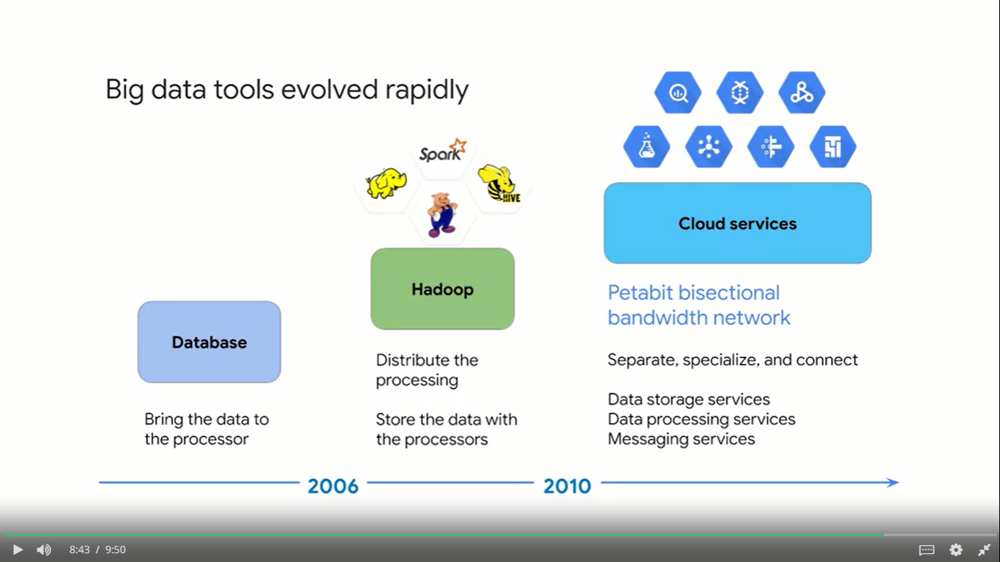 Big data tools evolved rapidly
Spark
HIVE
Cloud services
Hadoop
Database
Petabit bisectional
bandwidth network
Separate, specialize, and connect
Data storage services
Data processing services
Messaging services
Distribute the
processing
Store the data with
the processors
Bring the data to
the processor
2006
2010
8:43 / 9:50